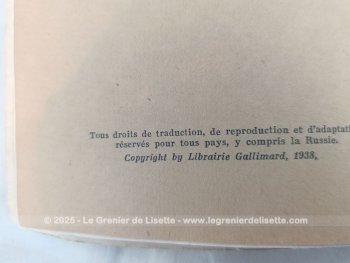 Tous droits de traduction, de reproduction et d'adaptati
réservés pour tous pays, y compris la Russie.
Copyright by Librairie Gallimard, 1938.
© 2025 - Le Grenier de Lisette - www.legrenierdelisette.com